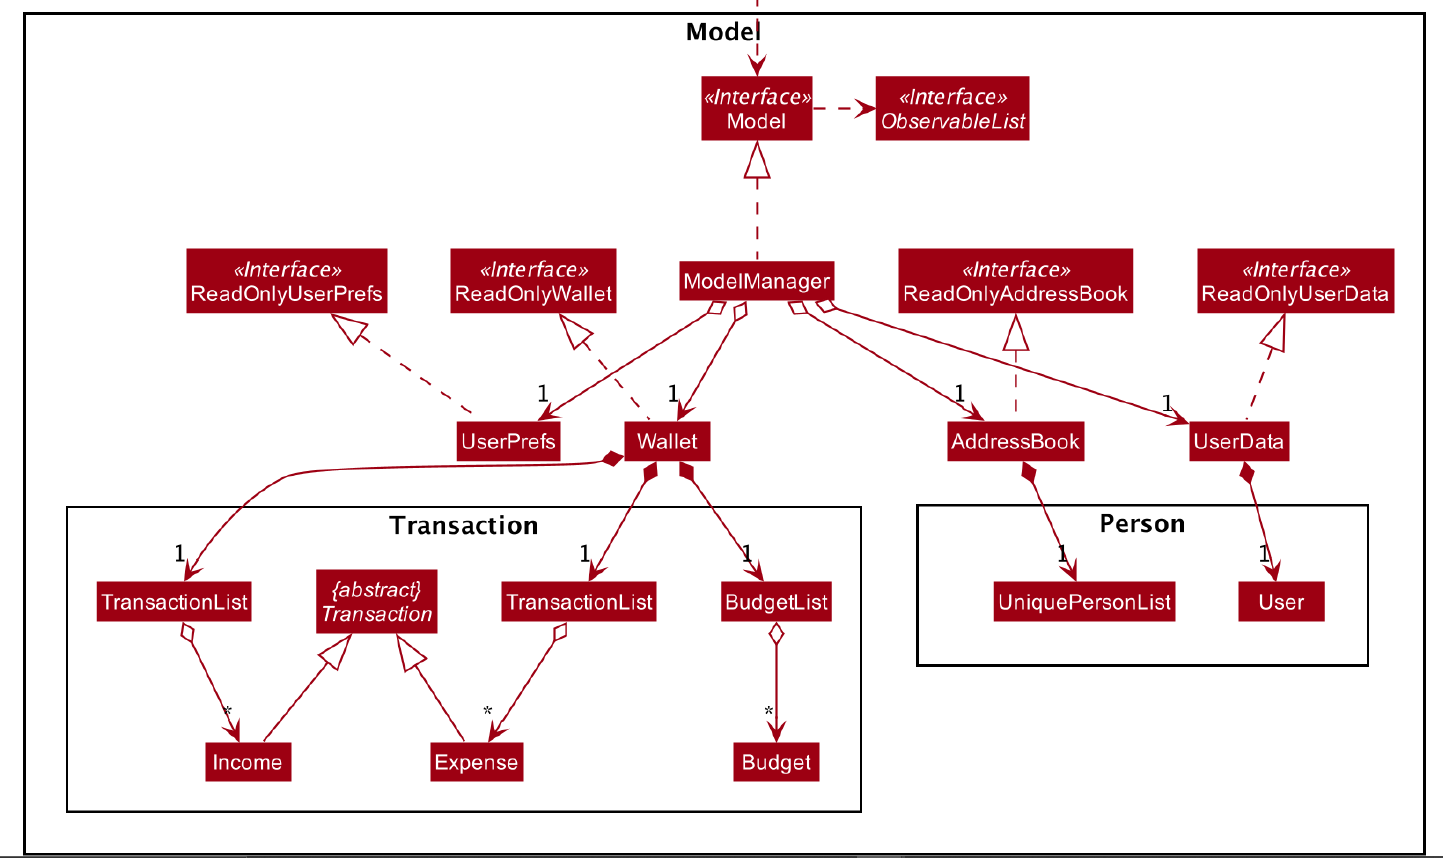 Model
«Interface»
Model
«Interface»
ObservableList
«Interface»
ReadOnlyUserPrefs
«Interface»
ReadOnlyWallet
ModelManager
«Interface»
ReadOnlyAddressBook
«Interface»
ReadOnlyUserData
1
1
1
1
UserPrefs
Wallet
AddressBook
UserData
Transaction
Person
1
1
1
1
1
TransactionList
{abstract}
Transaction
TransactionList
BudgetList
UniquePersonList
User
*
*
*
Income
Expense
Budget